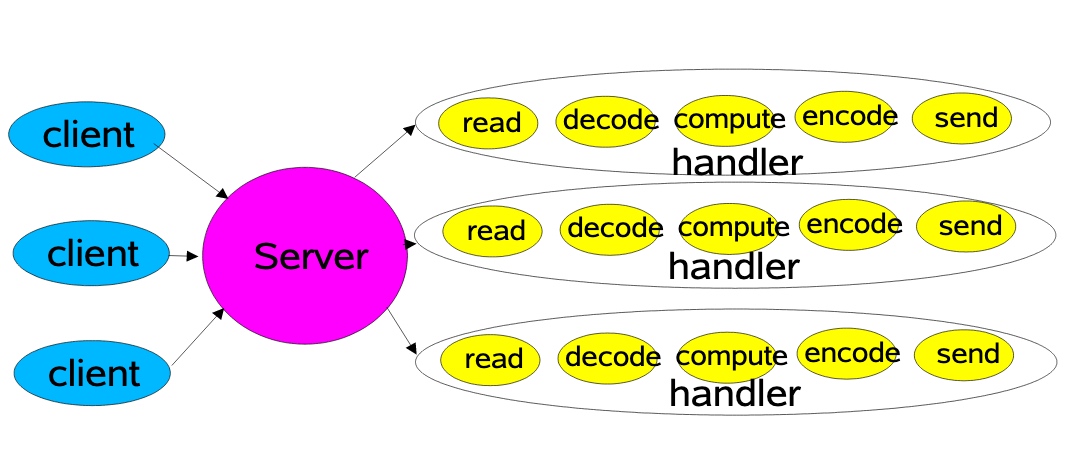 client
client
client
Server
read decode compute encode send
handler
read decode compute encode send
handler
read decode compute encode send
handler